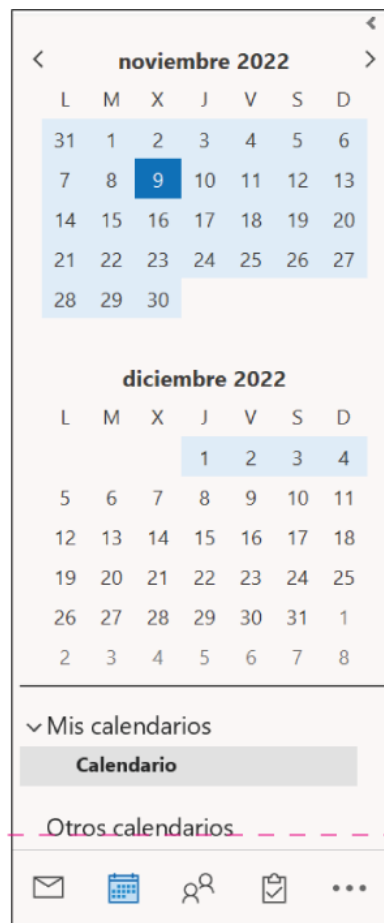 noviembre 2022
L M X J V S D
31 1 2 3 4 5 6
7 8 9 10 11 12 13
14 15 16 17 18 19 20
21 22 23 24 25 26 27
28 29 30
diciembre 2022
L M X J V S D
1 2 3 4
5 6 7 8 9 10 11
12 13 14 15 16 17 18
19 20 21 22 23 24 25
26 27 28 29 30 31 1
2 3 4 5 6 7 8
Mis calendarios
Calendario
Otros calendarios